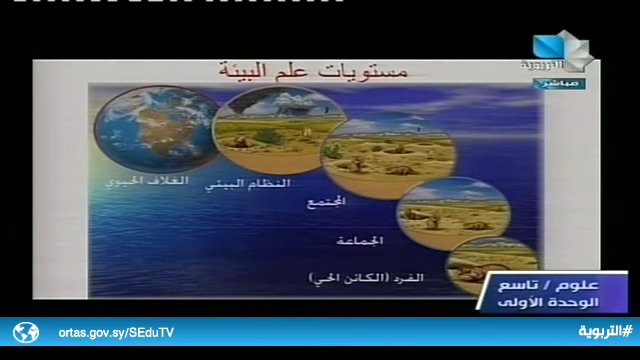 مستويات علم البيئة
التربوية
مباشر
الغلاف الحيوي
النظام البيئي
المجتمع
الجماعة
الفرد (الكائن الحي)
علوم / تاسع
الوحدة الأولى
ortas.gov.sy/SEduTV
#التربوية